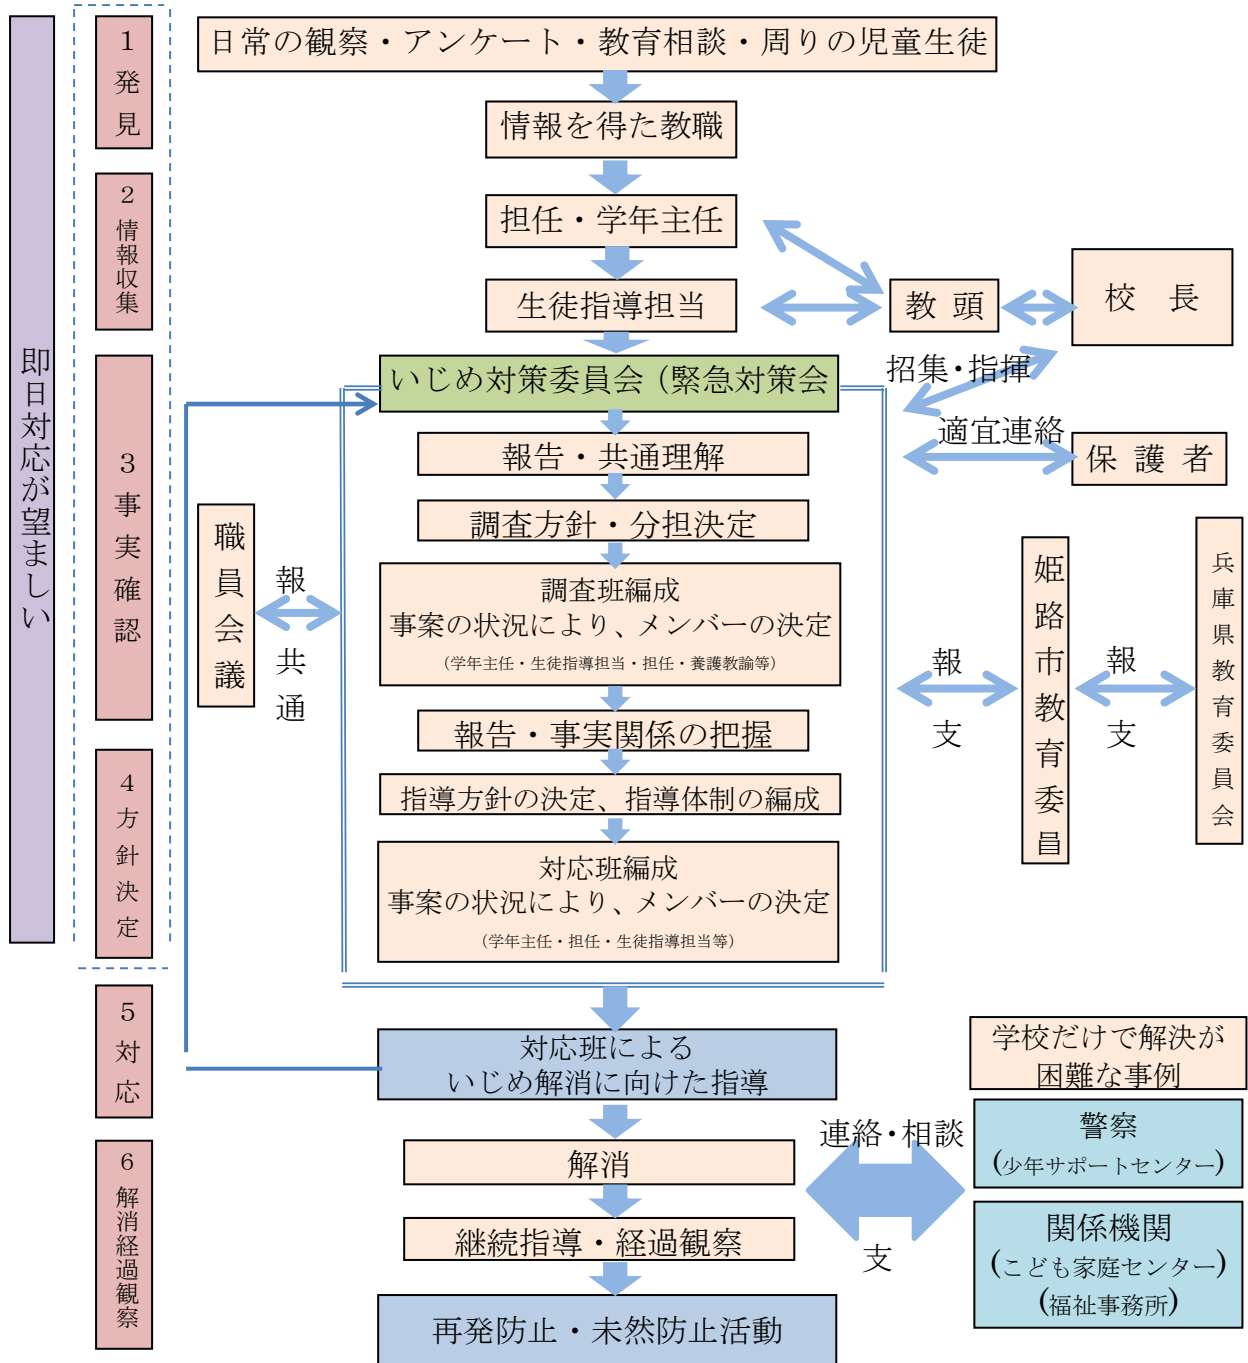 即日対応が望ましい
1発見
2情報収集
3事実確認
4方針決定
5対応
6解消経過観察
日常の観察・アンケート・教育相談・周りの児童生徒
情報を得た教職
担任・学年主任
生徒指導担当
教頭
校長
いじめ対策委員会（緊急対策会
招集・指揮
適宜連絡
保護者
報告・共通理解
調査方針・分担決定
調査班編成
事案の状況により、メンバーの決定
（学年主任・生徒指導担当・担任・養護教諭等）
職員会議
報
共
通
報
支
姫路市教育委員
報
支
兵庫県教育委員会
報告・事実関係の把握
指導方針の決定、指導体制の編成
対応班編成
事案の状況により、メンバーの決定
（学年主任・担任・生徒指導担当等）
対応班による
いじめ解消に向けた指導
解消
継続指導・経過観察
再発防止・未然防止活動
連絡・相談
支
学校だけで解決が
困難な事例
警察
(少年サポートセンター)
関係機関
(こども家庭センター)
(福祉事務所)